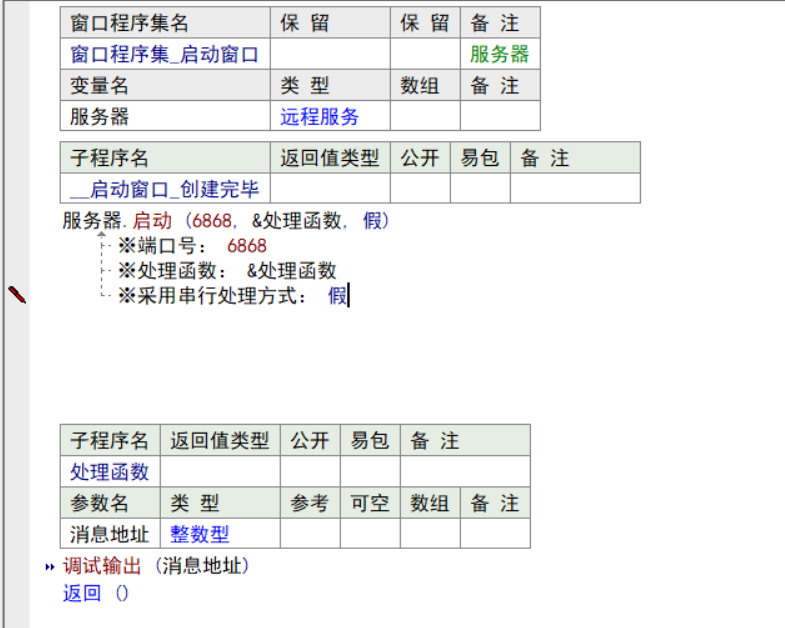 窗口程序集名 保 留 保 留 备 注
窗口程序集_启动窗口 服务器
变量名 类 型 数组 备 注
服务器 远程服务
子程序名 返回值类型 公开 易包 备 注
__启动窗口_创建完毕
服务器.启动 (6868, &处理函数, 假)
※端口号： 6868
※处理函数： &处理函数
※采用串行处理方式： 假
子程序名 返回值类型 公开 易包 备 注
处理函数
参数名 类 型 参考 可空 数组 备 注
消息地址 整数型
调试输出 (消息地址)
返回 ()